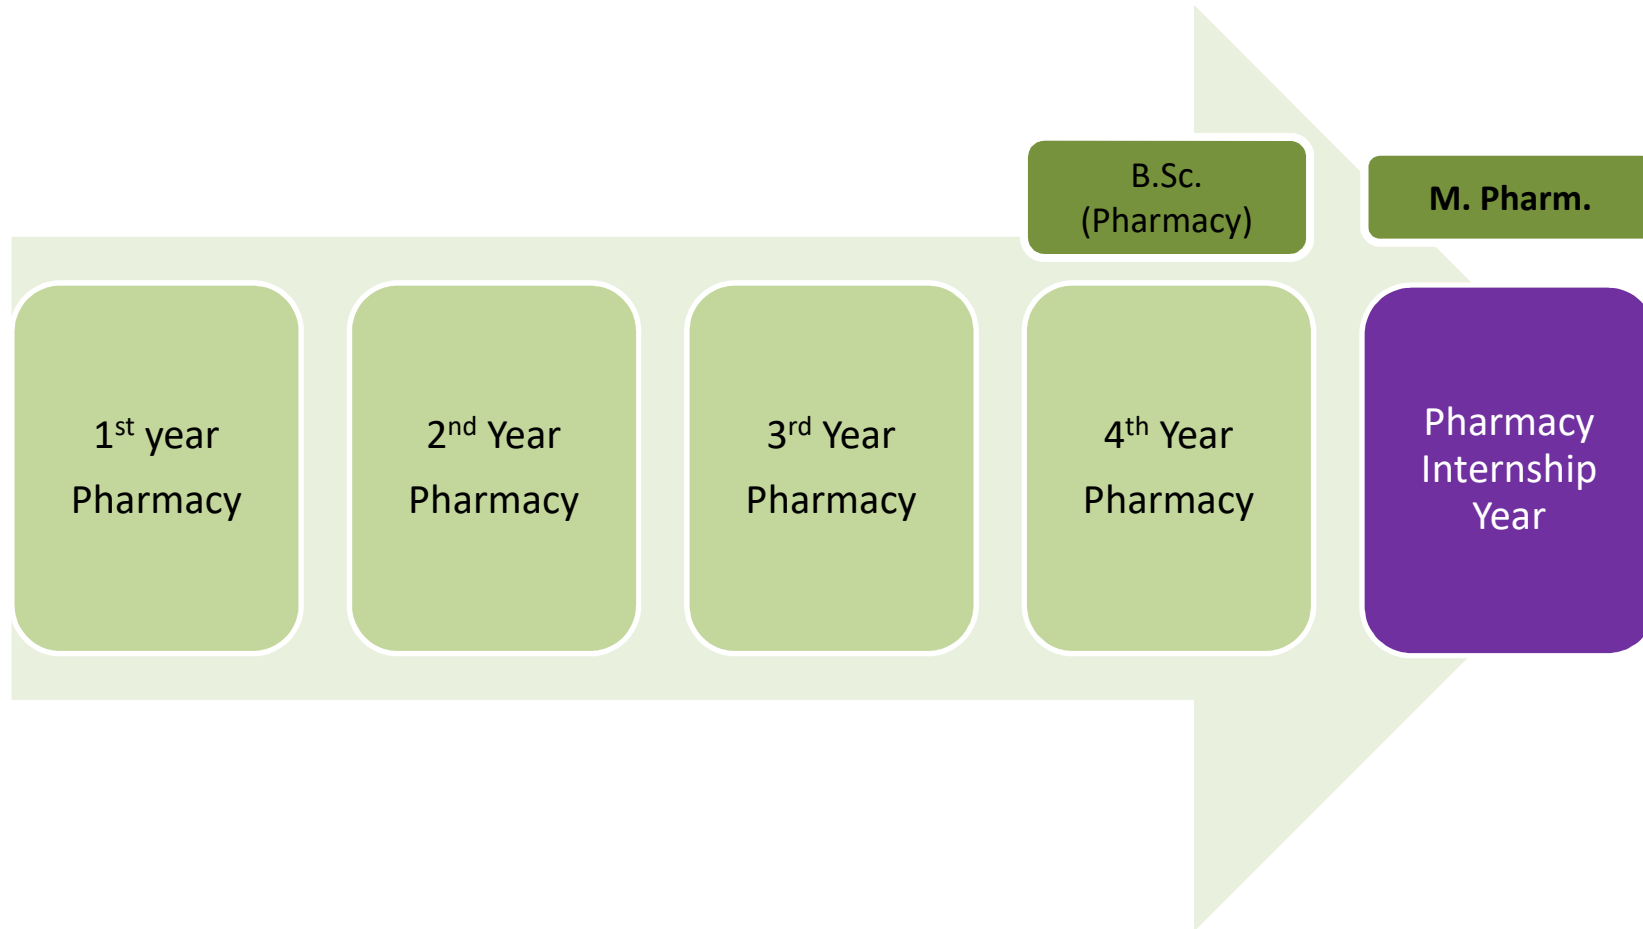 B.Sc.
(Pharmacy)
M. Pharm.
1st year
Pharmacy
2nd Year
Pharmacy
3rd Year
Pharmacy
4th Year
Pharmacy
Pharmacy
Internship
Year